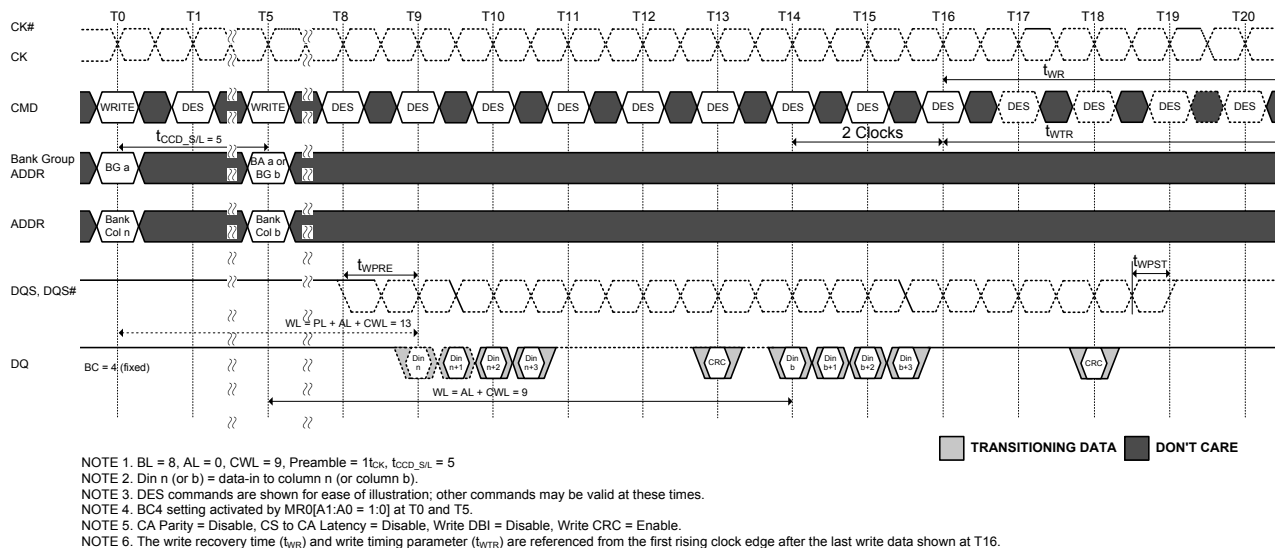 T0 T1 T5 T8 T9 T10 T11 T12 T13 T14 T15 T16 T17 T18 T19 T20
CK#
CK
tWR
CMD WRITE DES WRITE DES DES DES DES DES DES DES DES DES DES DES DES DES
tCCD_S/L = 5
2 Clocks
tWTR
Bank Group
ADDR
BG a
BA a or
BG b
ADDR
Bank
Col n
Bank
Col b
tWPRE
tWPST
DQS, DQS#
WL = PL + AL + CWL = 13
DQ
BC = 4 (fixed)
Din
n
Din
n+1
Din
n+2
Din
n+3
CRC
Din
b
Din
b+1
Din
b+2
Din
b+3
CRC
WL = AL + CWL = 9
TRANSITIONING DATA DON'T CARE
NOTE 1. BL = 8, AL = 0, CWL = 9, Preamble = 1tCK, tCCD_S/L = 5
NOTE 2. Din n (or b) = data-in to column n (or column b).
NOTE 3. DES commands are shown for ease of illustration; other commands may be valid at these times.
NOTE 4. BC4 setting activated by MR0[A1:A0 = 1:0] at T0 and T5.
NOTE 5. CA Parity = Disable, CS to CA Latency = Disable, Write DBI = Disable, Write CRC = Enable.
NOTE 6. The write recovery time (tWR) and write timing parameter (tWTR) are referenced from the first rising clock edge after the last write data shown at T16.